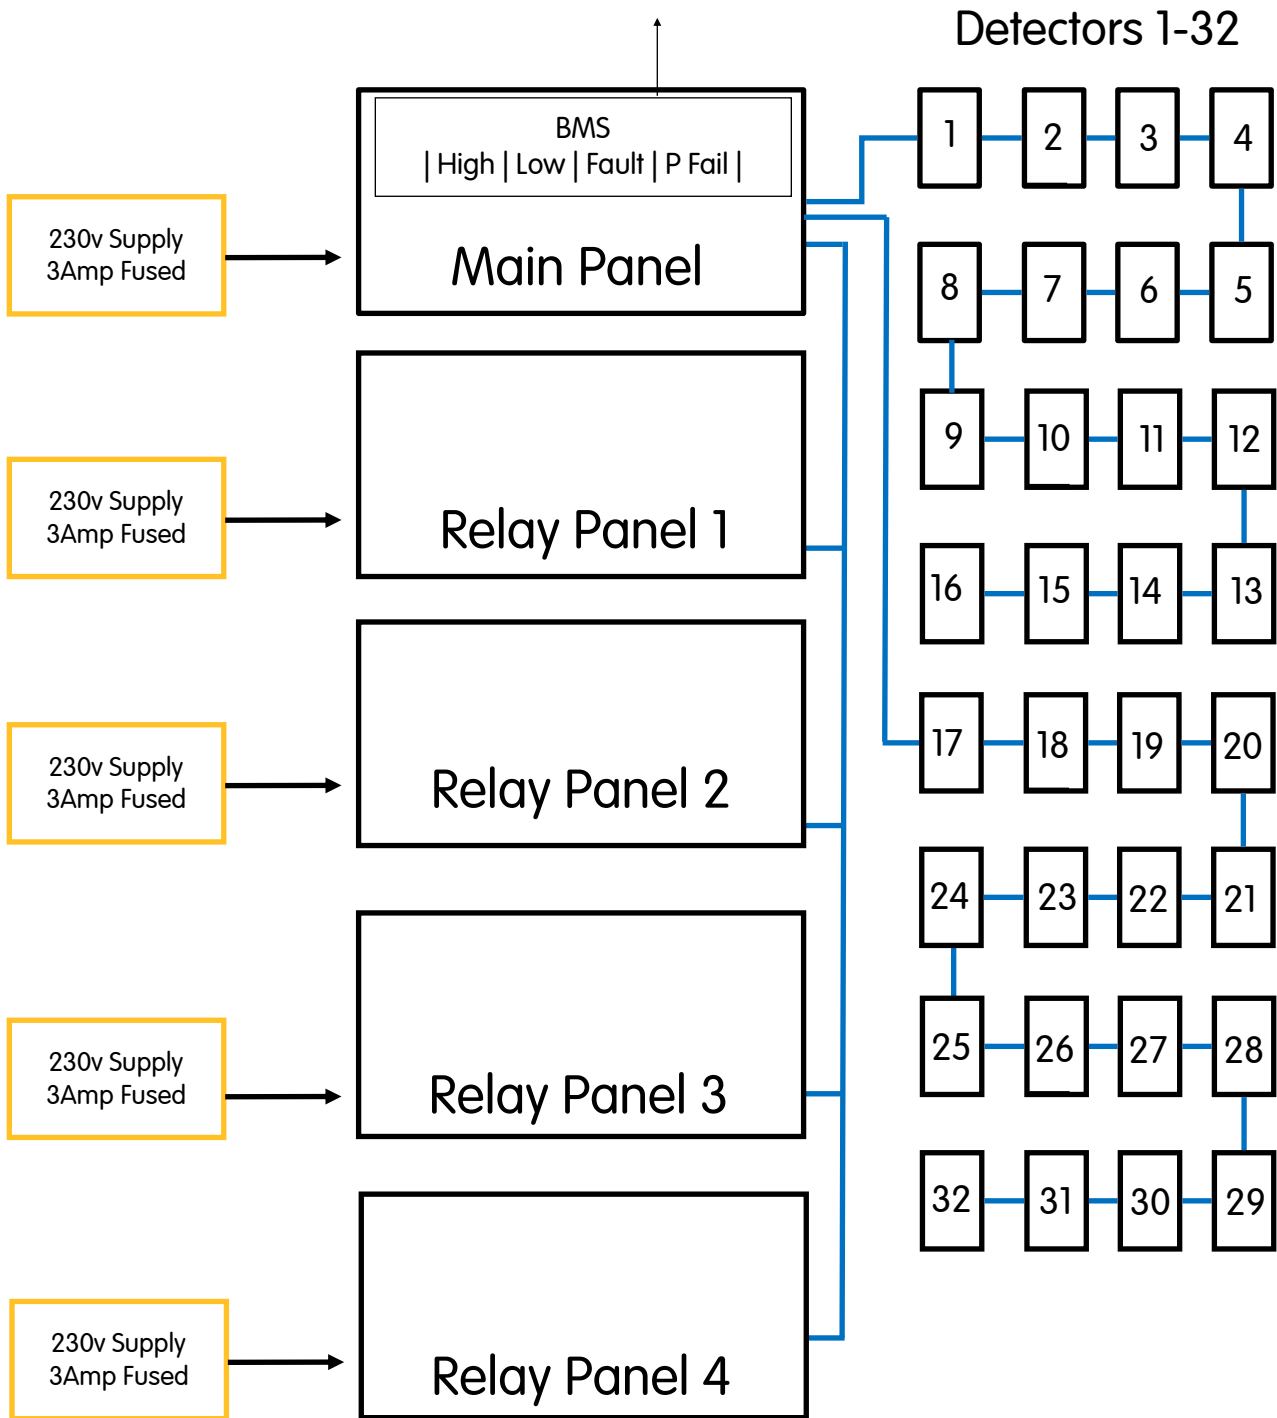 Detectors 1-32
BMS
| High | Low | Fault | P Fail |
Main Panel
230v Supply
3Amp Fused
Relay Panel 1
230v Supply
3Amp Fused
Relay Panel 2
230v Supply
3Amp Fused
Relay Panel 3
230v Supply
3Amp Fused
Relay Panel 4
230v Supply
3Amp Fused
1 2 3 4
8 7 6 5
9 10 11 12
16 15 14 13
17 18 19 20
24 23 22 21
25 26 27 28
32 31 30 29